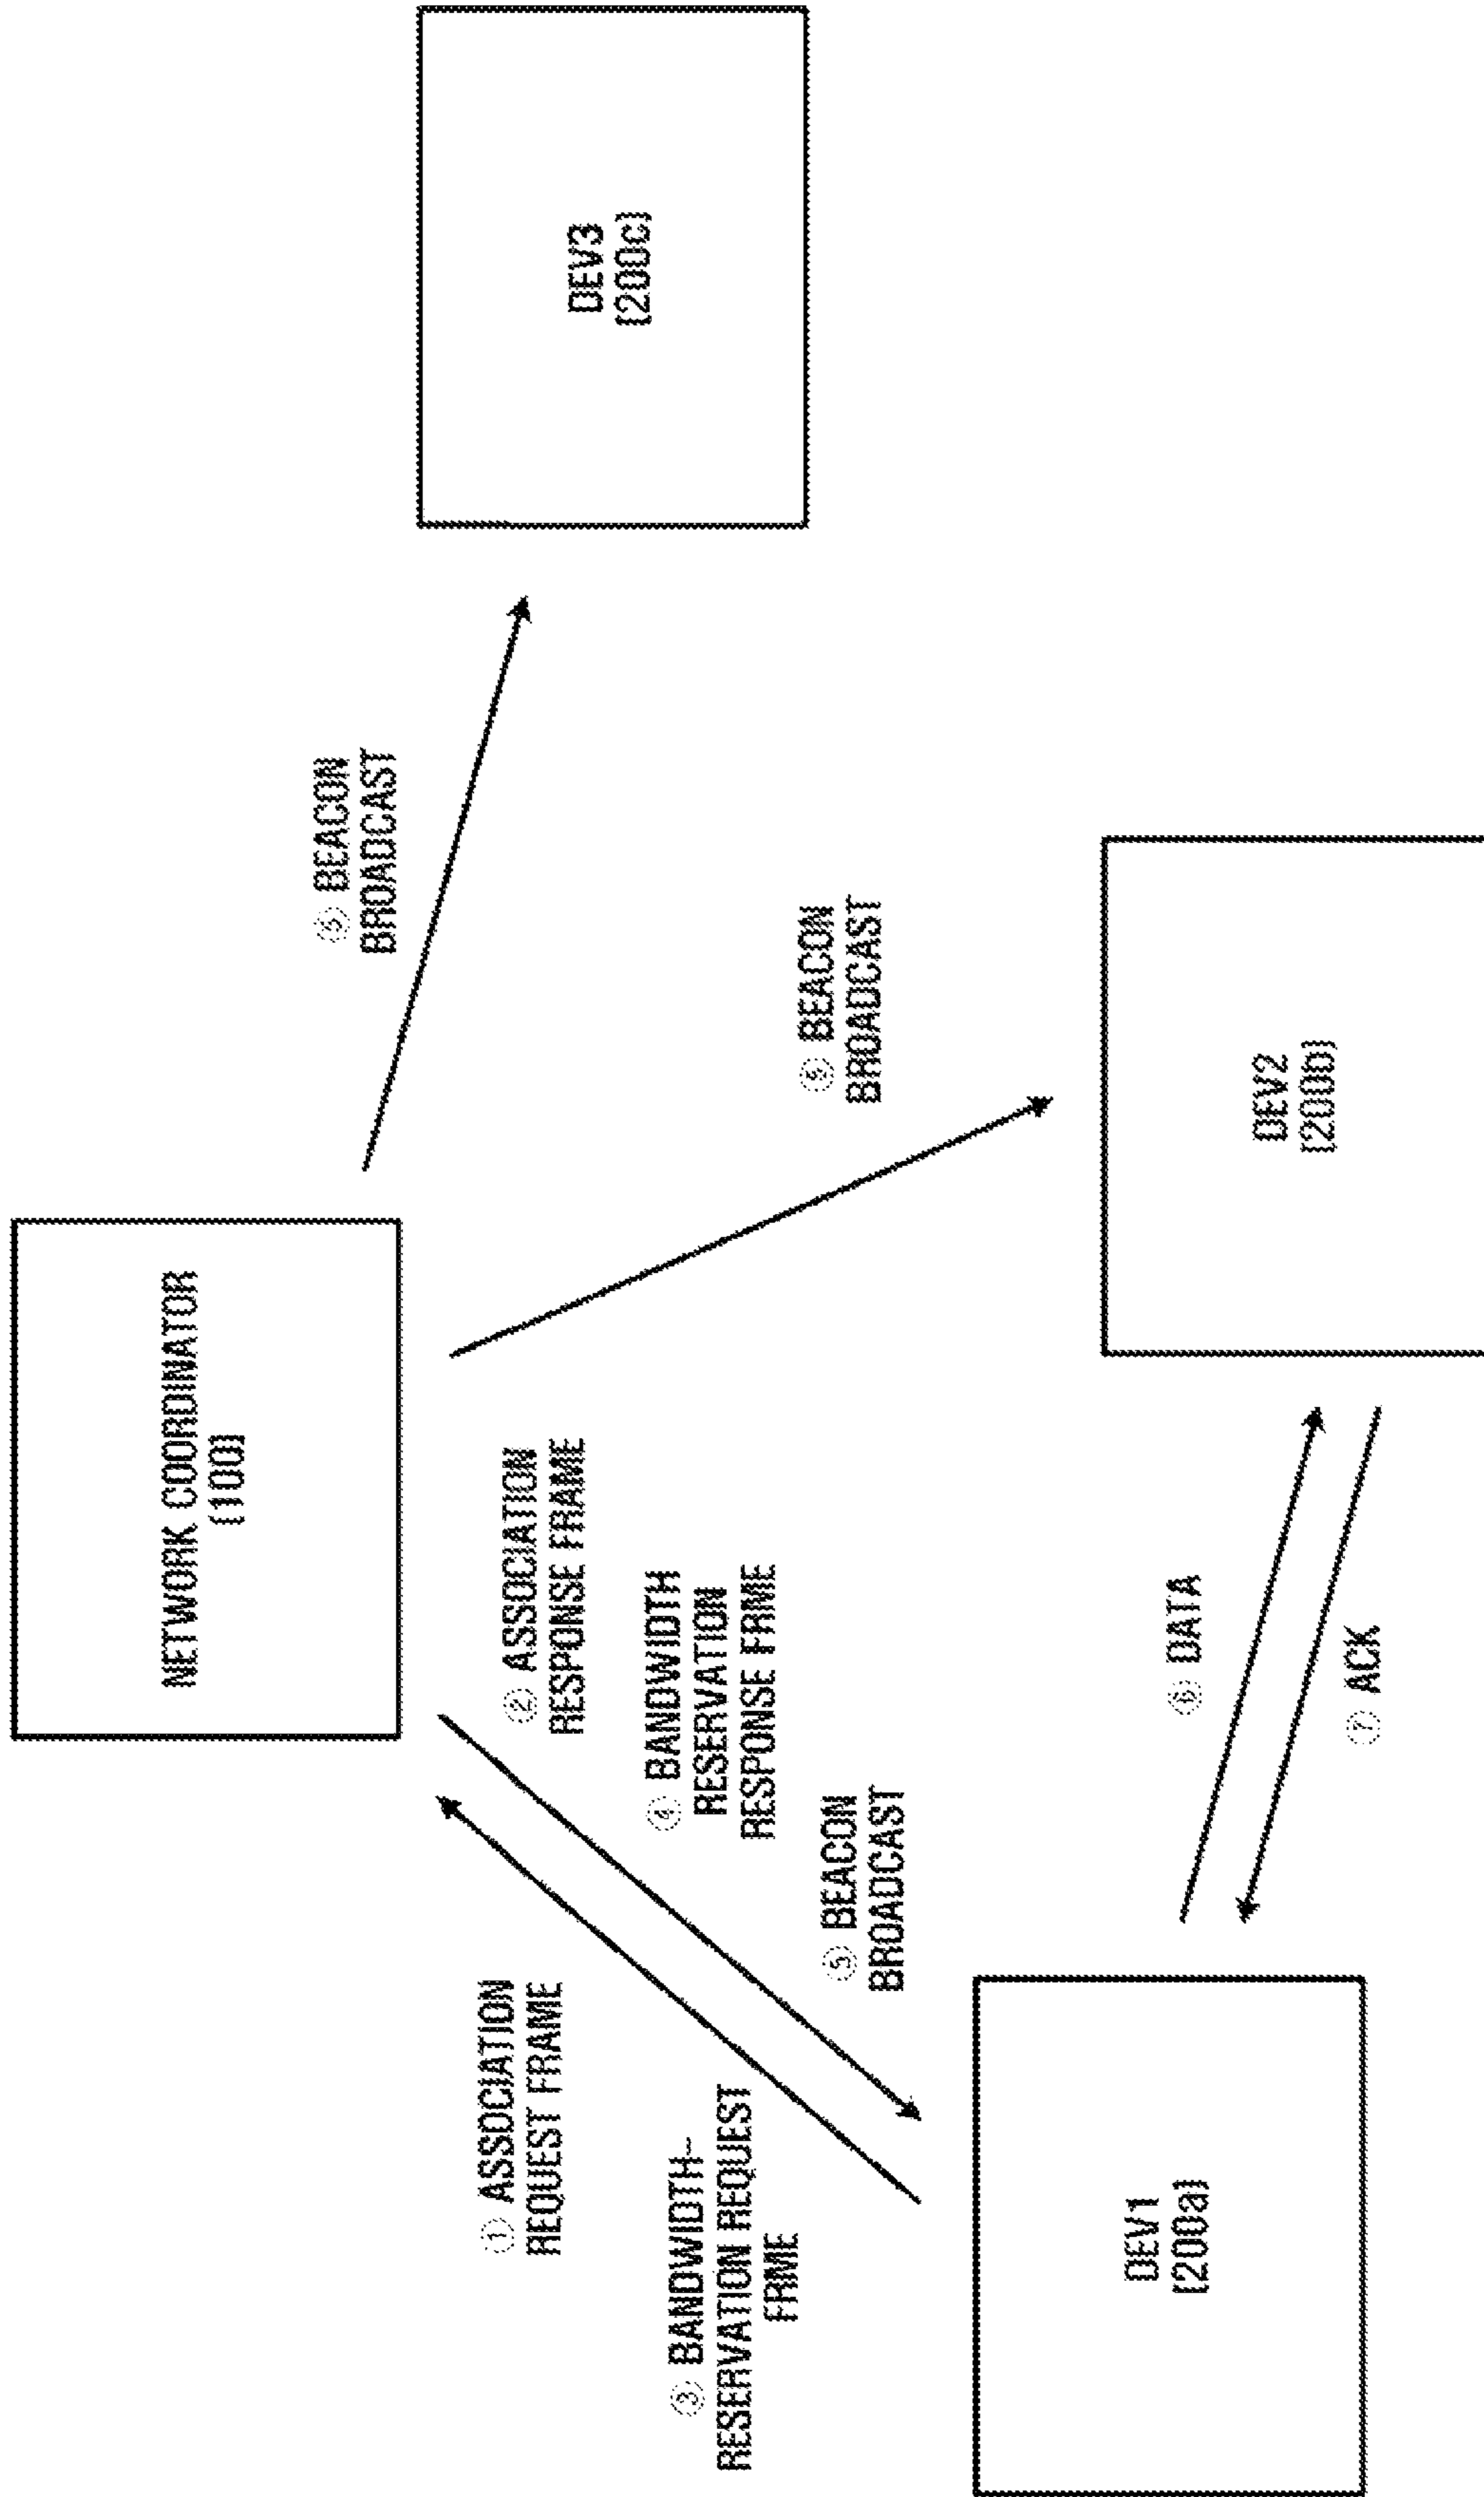 NETWORK COORDINATOR
(100)
① ASSOCIATION
REQUEST FRAME
② ASSOCIATION
RESPONSE FRAME
③ BANDWIDTH-
RESERVATION REQUEST
FRME
④ BANDWIDTH
RESERVATION
RESPONSE FRME
⑤ BEACON
BROADCAST
⑤ BEACON
BROADCAST
⑤ BEACON
BROADCAST
DEV3
(200c)
⑥ DATA
⑦ ACK
DEV1
(200a)
DEV2
(200b)